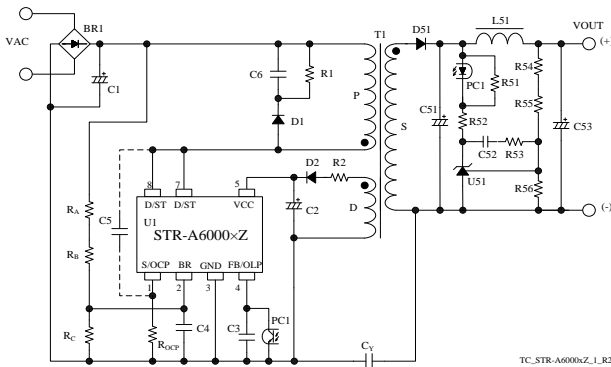 VAC
BR1
C1
C6
R1
D1
T1
P
S
D
D51
L51
VOUT
(+)
PC1
R51
R54
R55
C51
R52
C53
C52
R53
U51
R56
(-)
D2
R2
C2
8
7
5
D/ST
D/ST
VCC
U1
STR-A6000×Z
S/OCP
BR
GND
FB/OLP
1
2
3
4
C5
RA
RB
RC
ROCP
C4
C3
PC1
CY
TC_STR-A6000xZ_1_R2